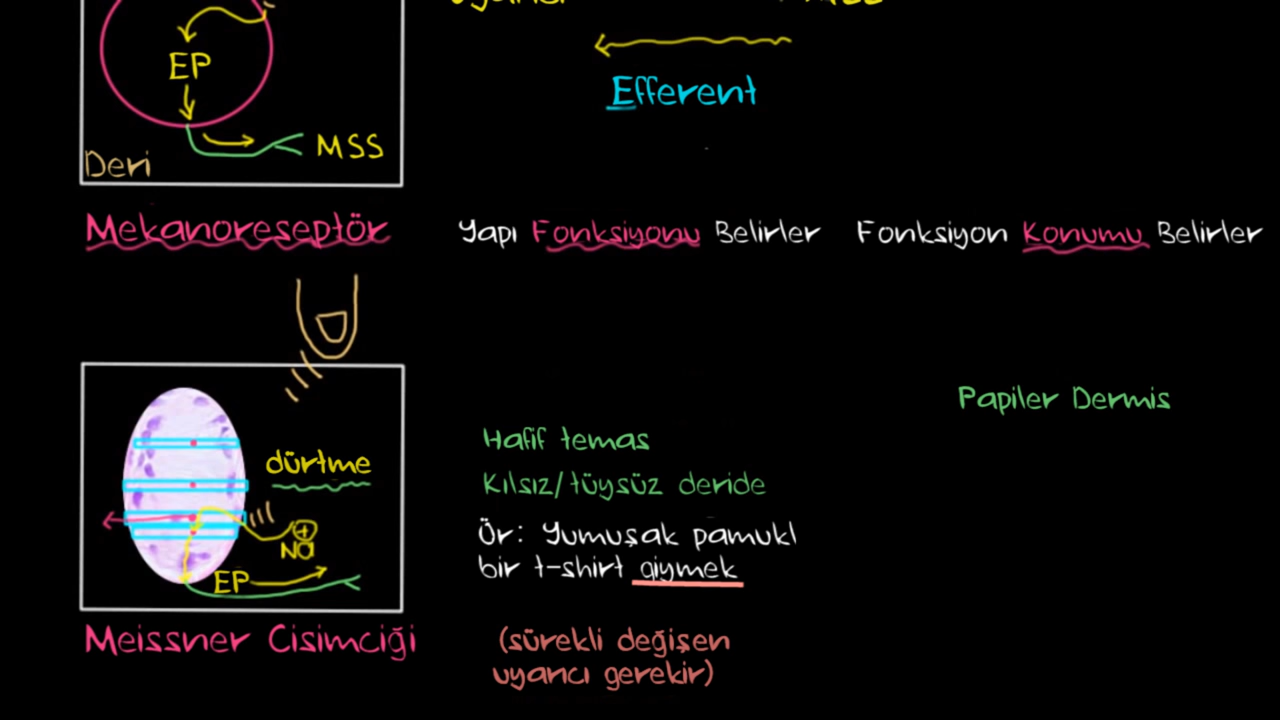 EP
Efferent
MSS
Deri
Mekanoreseptör
Yapı Fonksiyonu Belirler Fonksiyon Konumu Belirler
Papiler Dermis
Hafif temas
dürtme
Kılsız/tüysüz deride
Ür: Yumuşak pamukl
Na
+
bir t-shirt giymek
EP
Meissner Cisimciği
(sürekli değişen
uyarıcı gerekir)